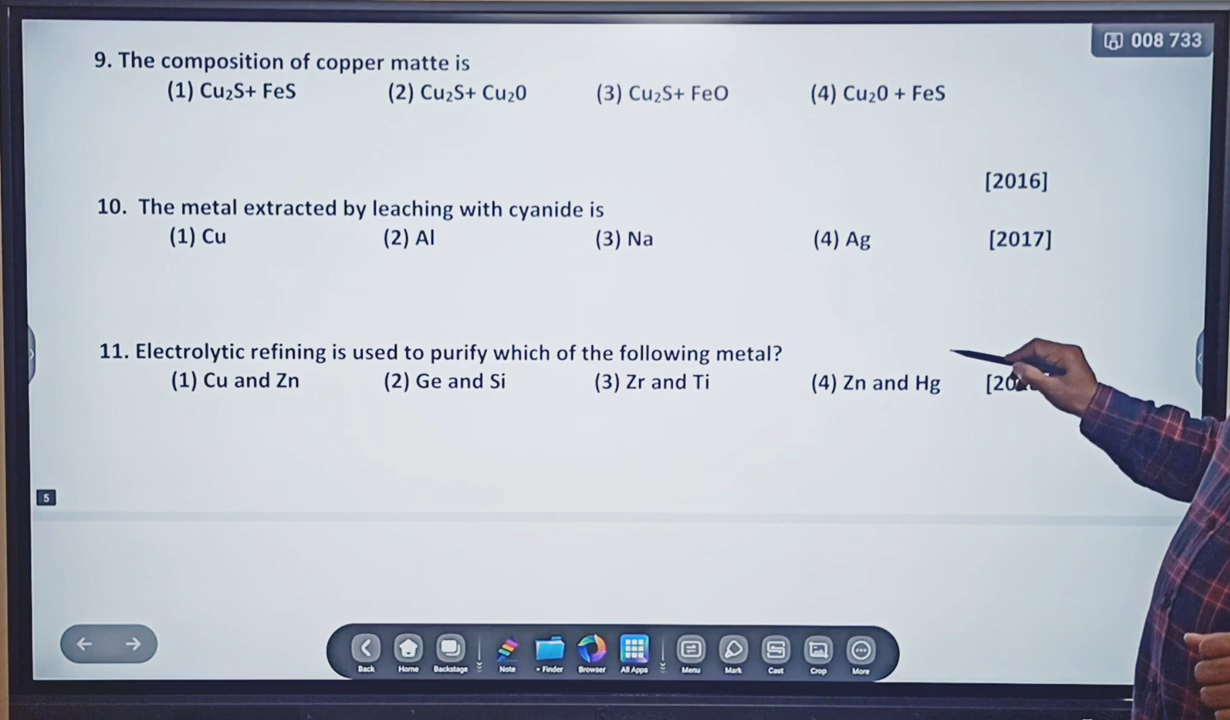 008 733
9. The composition of copper matte is
(1) Cu₂S+ FeS (2) Cu₂S+ Cu₂0 (3) Cu₂S+ FeO (4) Cu₂0 + FeS
[2016]
10. The metal extracted by leaching with cyanide is
(1) Cu (2) Al (3) Na (4) Ag [2017]
11. Electrolytic refining is used to purify which of the following metal?
(1) Cu and Zn (2) Ge and Si (3) Zr and Ti (4) Zn and Hg
5
Back Home Backstage Note • Finder Browser All Apps Menu Mark Cast Crop More